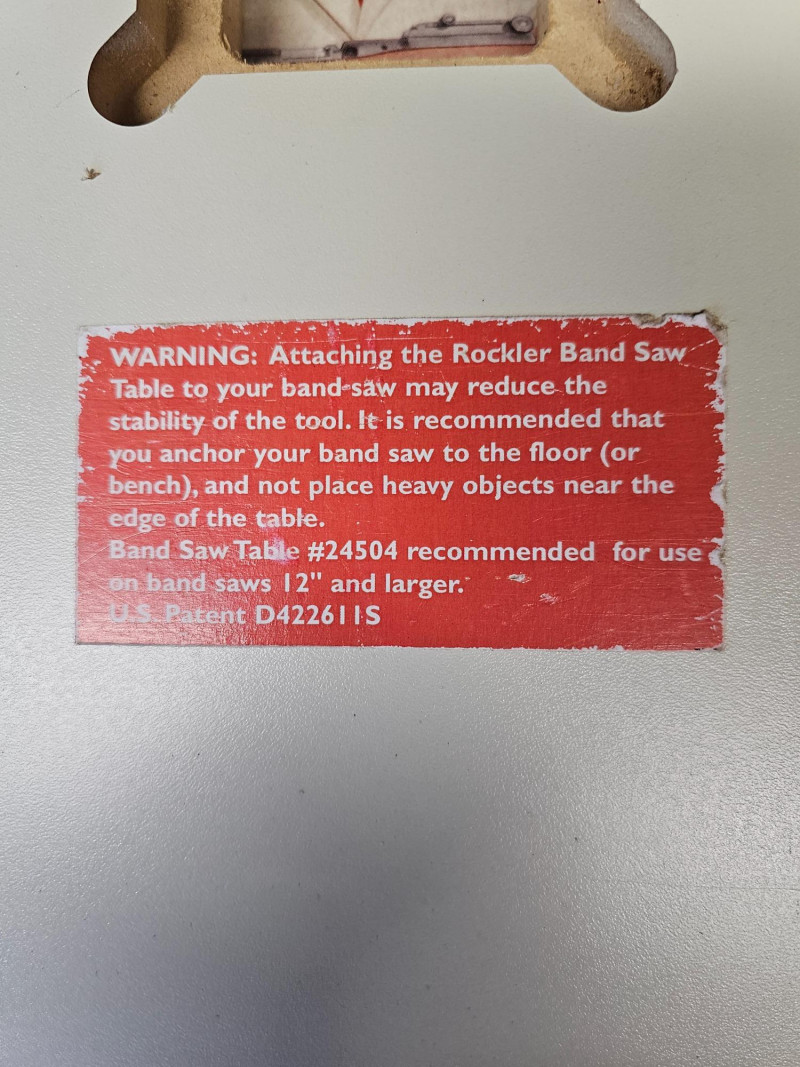 WARNING: Attaching the Rockler Band Saw
Table to your band saw may reduce the
stability of the tool. It is recommended that
you anchor your band saw to the floor (or
bench), and not place heavy objects near the
edge of the table.
Band Saw Table #24504 recommended for use
on band saws 12" and larger.
U.S. Patent D422611S